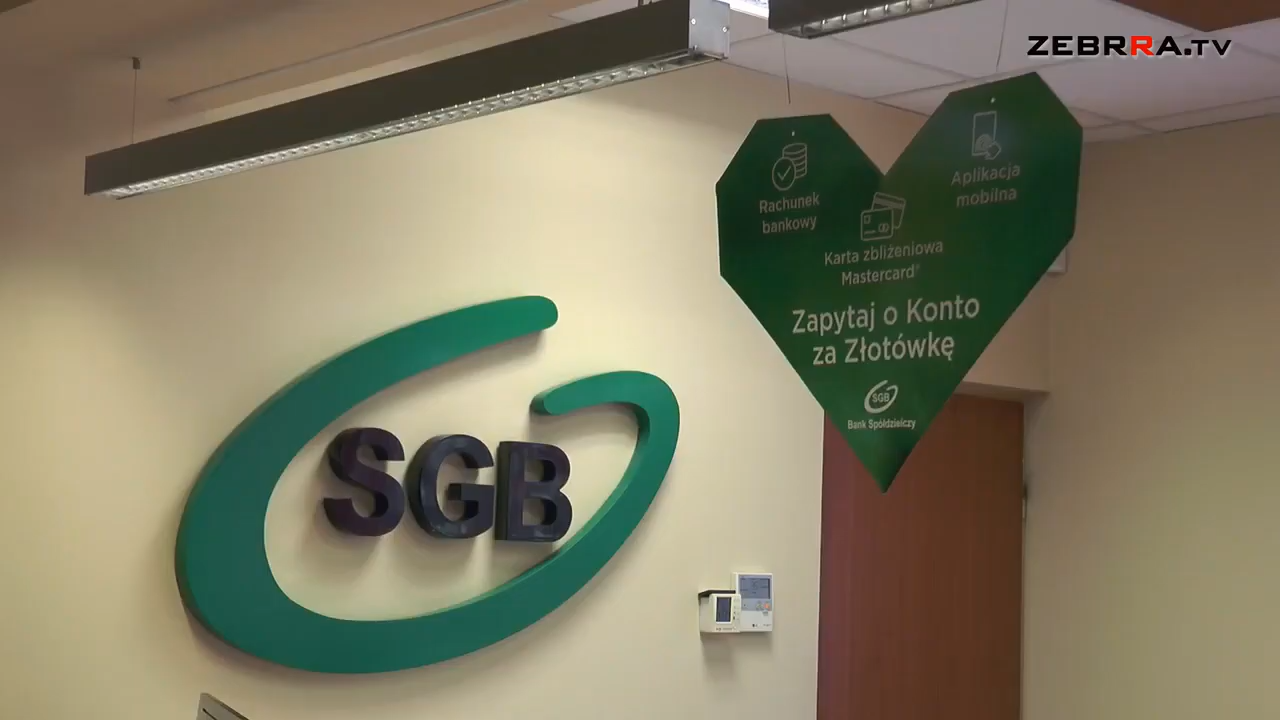 ZEBRRA.TV
Rachunek
bankowy
Aplikacja
mobilna
Karta zbliżeniowa
Mastercard®
Zapytaj o Konto
za Złotówkę
SGB
Bank Spółdzielczy
SGB